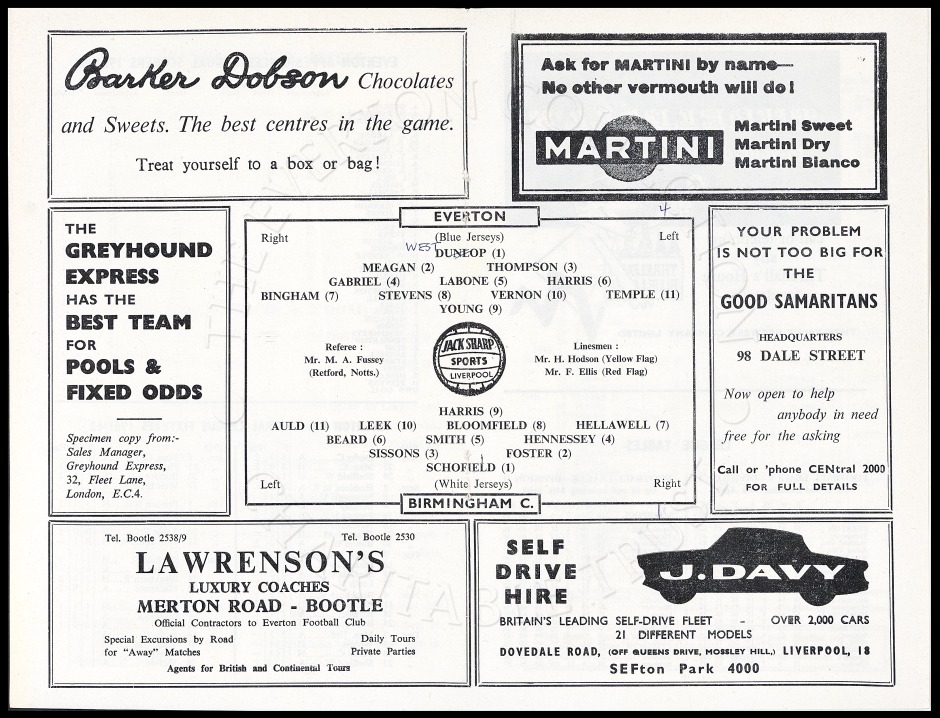 Barker Dobson Chocolates
and Sweets. The best centres in the game.
Treat yourself to a box or bag!
Ask for MARTINI by name—
No other vermouth will do!
MARTINI
Martini Sweet
Martini Dry
Martini Bianco
THE
GREYHOUND
EXPRESS
HAS THE
BEST TEAM
FOR
POOLS &
FIXED ODDS
Specimen copy from:-
Sales Manager,
Greyhound Express,
32, Fleet Lane,
London, E.C.4.
EVERTON
4
Right (Blue Jerseys) Left
WEST
DUNLOP (1)
MEAGAN (2) THOMPSON (3)
GABRIEL (4) LABONE (5) HARRIS (6)
BINGHAM (7) STEVENS (8) VERNON (10) TEMPLE (11)
YOUNG (9)
Referee :
Mr. M. A. Fussey
(Retford, Notts.)
JACK SHARP
SPORTS
LIVERPOOL
Linesmen :
Mr. H. Hodson (Yellow Flag)
Mr. F. Ellis (Red Flag)
HARRIS (9)
AULD (11) LEEK (10) BLOOMFIELD (8) HELLAWELL (7)
BEARD (6) SMITH (5) HENNESSEY (4)
SISSONS (3) FOSTER (2)
SCHOFIELD (1)
Left (White Jerseys) Right
BIRMINGHAM C.
1
YOUR PROBLEM
IS NOT TOO BIG FOR
THE
GOOD SAMARITANS
HEADQUARTERS
98 DALE STREET
Now open to help
anybody in need
free for the asking
Call or 'phone CENtral 2000
FOR FULL DETAILS
Tel. Bootle 2538/9 Tel. Bootle 2530
LAWRENSON'S
LUXURY COACHES
MERTON ROAD - BOOTLE
Official Contractors to Everton Football Club
Special Excursions by Road
for "Away" Matches
Daily Tours
Private Parties
Agents for British and Continental Tours
SELF
DRIVE
HIRE
J. DAVY
BRITAIN'S LEADING SELF-DRIVE FLEET - OVER 2,000 CARS
21 DIFFERENT MODELS
DOVEDALE ROAD, (OFF QUEENS DRIVE, MOSSLEY HILL,) LIVERPOOL, 18
SEFton Park 4000
THE EVERTON COLLECTION
CHARITABLE TRUST